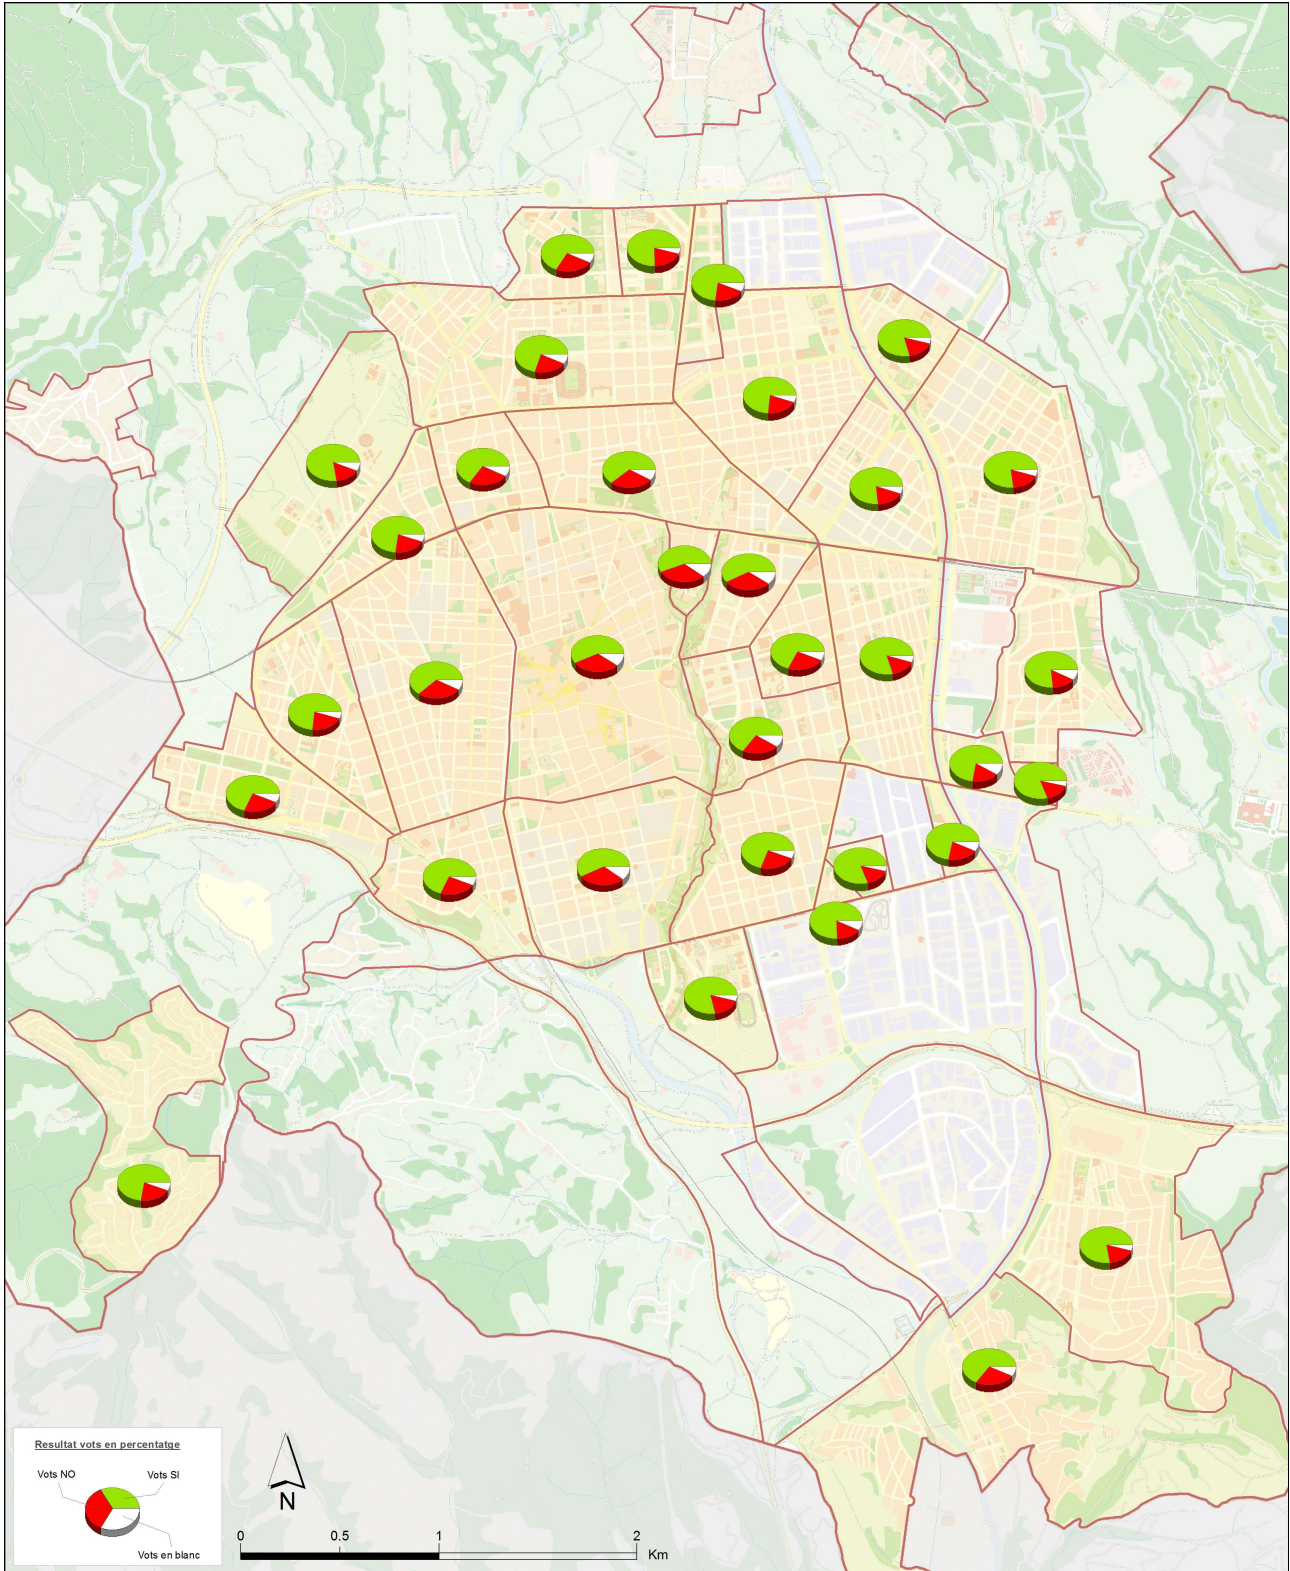 Resultat vots en percentatge
Vots NO
Vots SI
Vots en blanc
N
0 0.5 1 2
Km